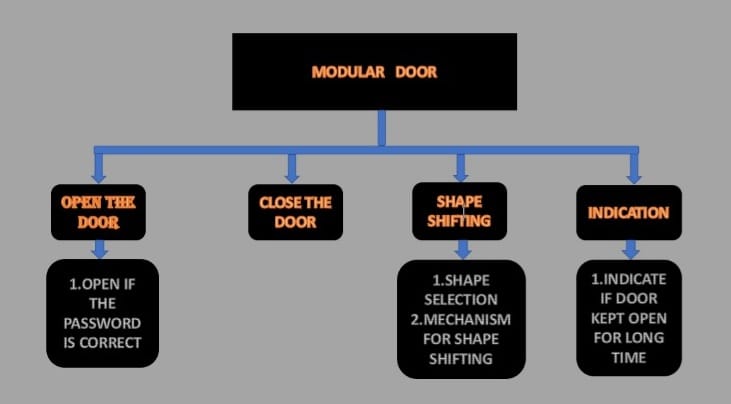 MODULAR DOOR
OPEN THE
DOOR
CLOSE THE
DOOR
SHAPE
SHIFTING
INDICATION
1.OPEN IF
THE
PASSWORD
IS CORRECT
1.SHAPE
SELECTION
2.MECHANISM
FOR SHAPE
SHIFTING
1.INDICATE
IF DOOR
KEPT OPEN
FOR LONG
TIME